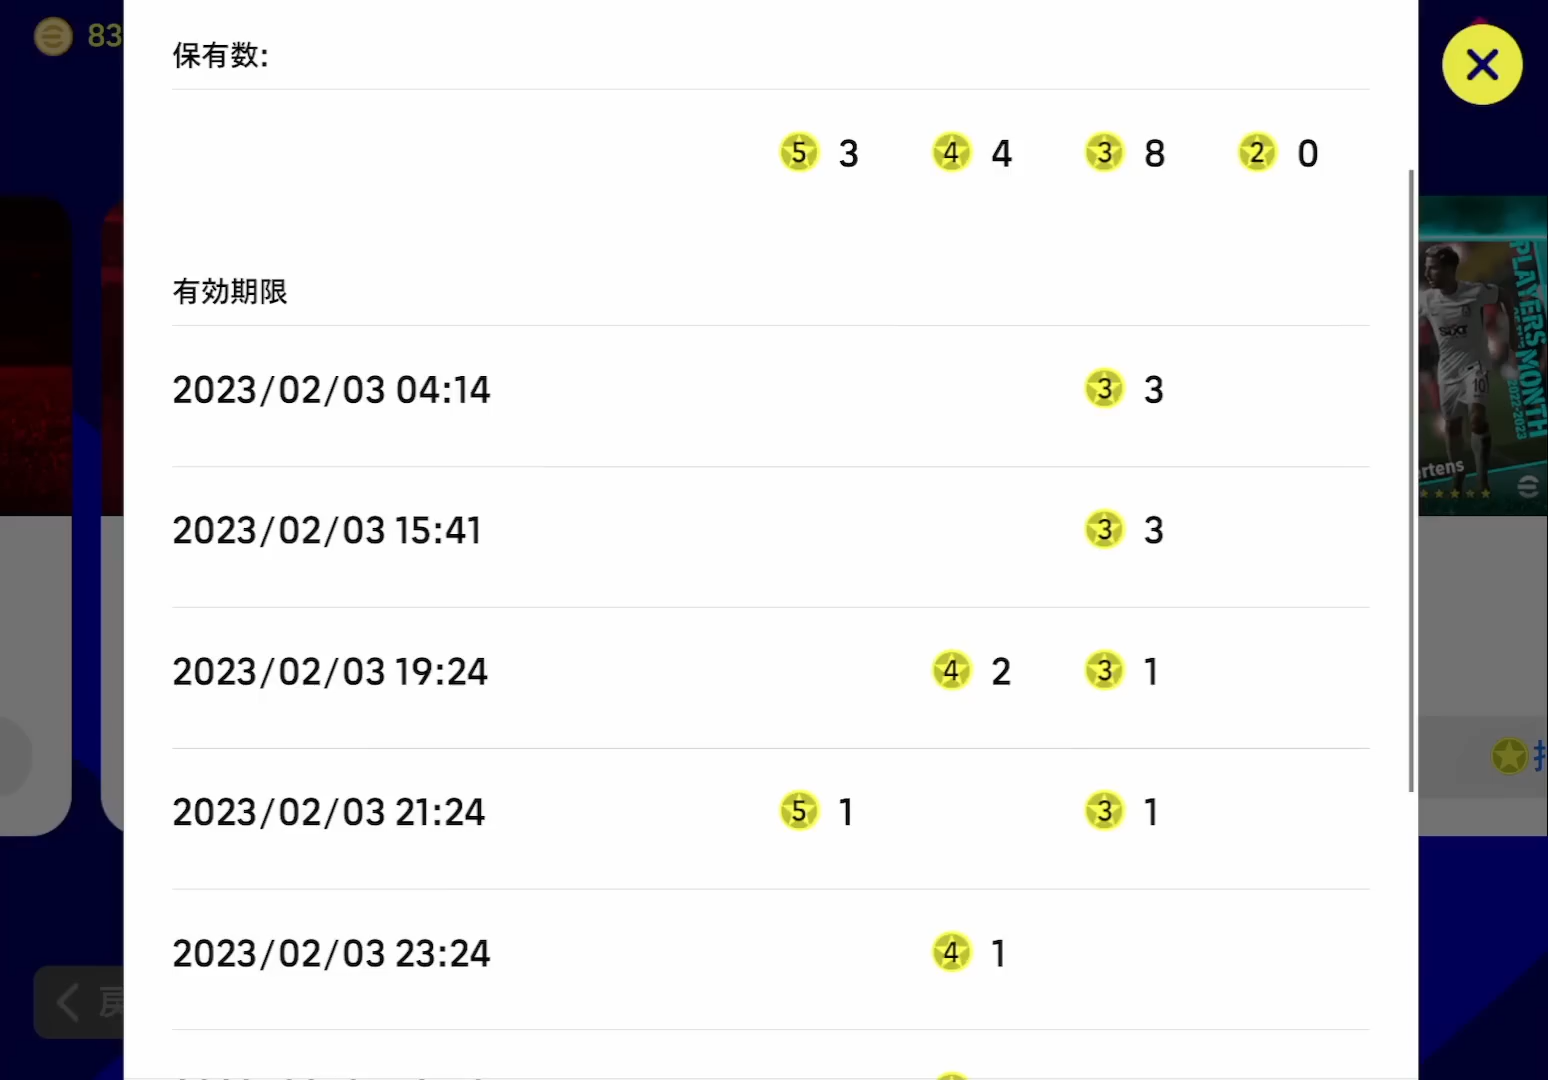 83
保有数:
5 3 4 4 3 8 2 0
有効期限
2023/02/03 04:14 3 3
2023/02/03 15:41 3 3
2023/02/03 19:24 4 2 3 1
2023/02/03 21:24 5 1 3 1
2023/02/03 23:24 4 1
PLAYERS
MONTH
2022-2023
SIXT
10
rtens
戻